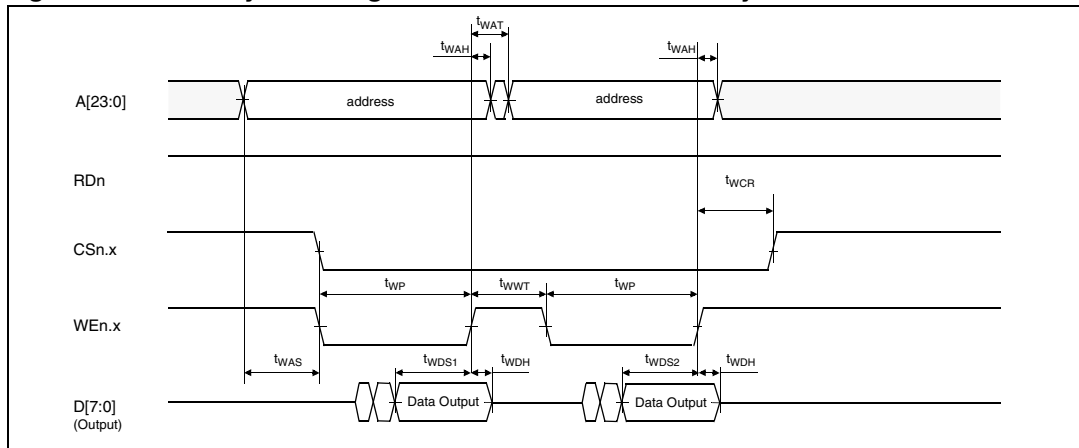 tWAT
tWAH
tWAH
A[23:0]
address
address
RDn
tWCR
CSn.x
tWP
tWWT
tWP
WEn.x
tWAS
tWDS1
tWDH
tWDS2
tWDH
D[7:0]
(Output)
Data Output
Data Output